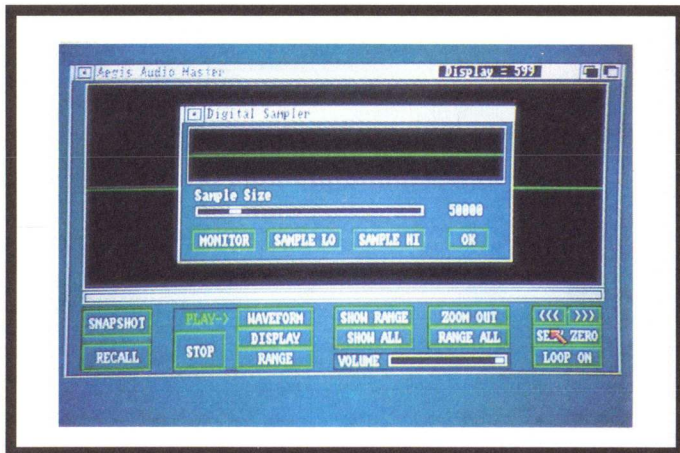 Aegis Audio Master
Display = 599
Digital Sampler
Sample Size
50000
MONITOR SAMPLE LO SAMPLE HI OK
SNAPSHOT PLAY-> WAVEFORM SHOW RANGE ZOOM OUT <<< >>>
DISPLAY SHOW ALL RANGE ALL ZERO
RECALL STOP RANGE VOLUME LOOP ON